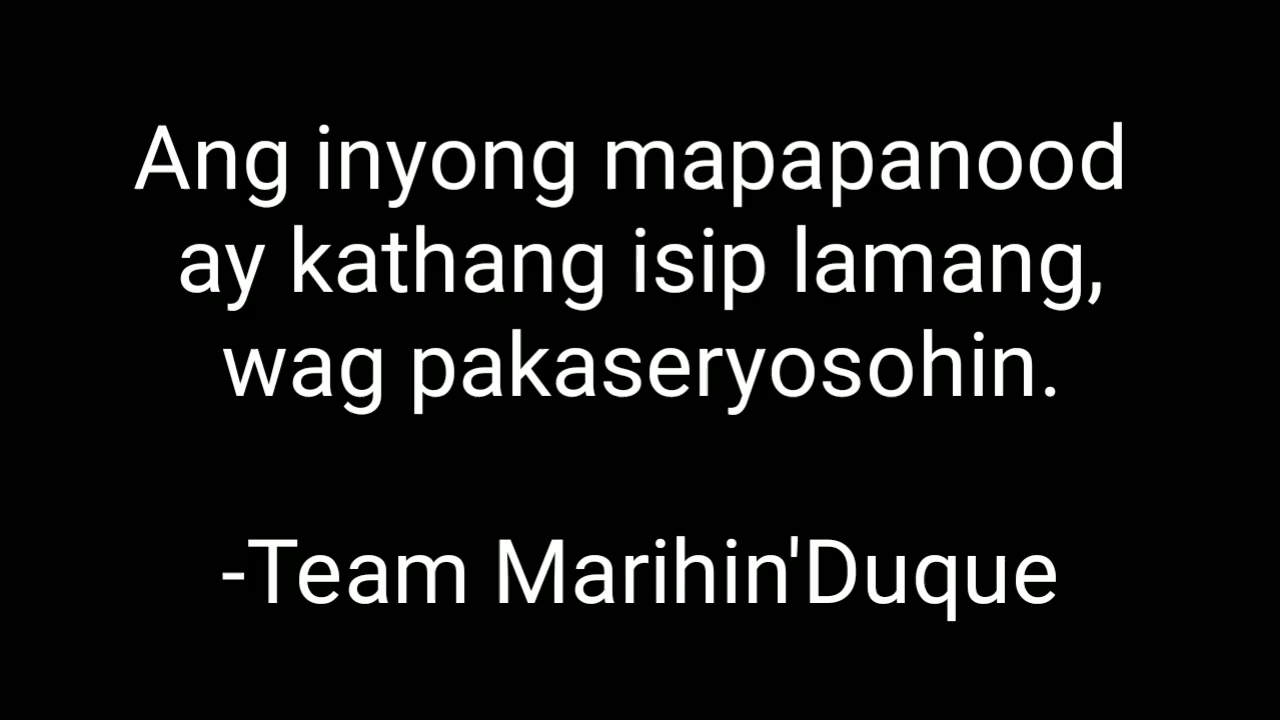 Ang inyong mapapanood
ay kathang isip lamang,
wag pakaseryosohin.
-Team Marihin'Duque